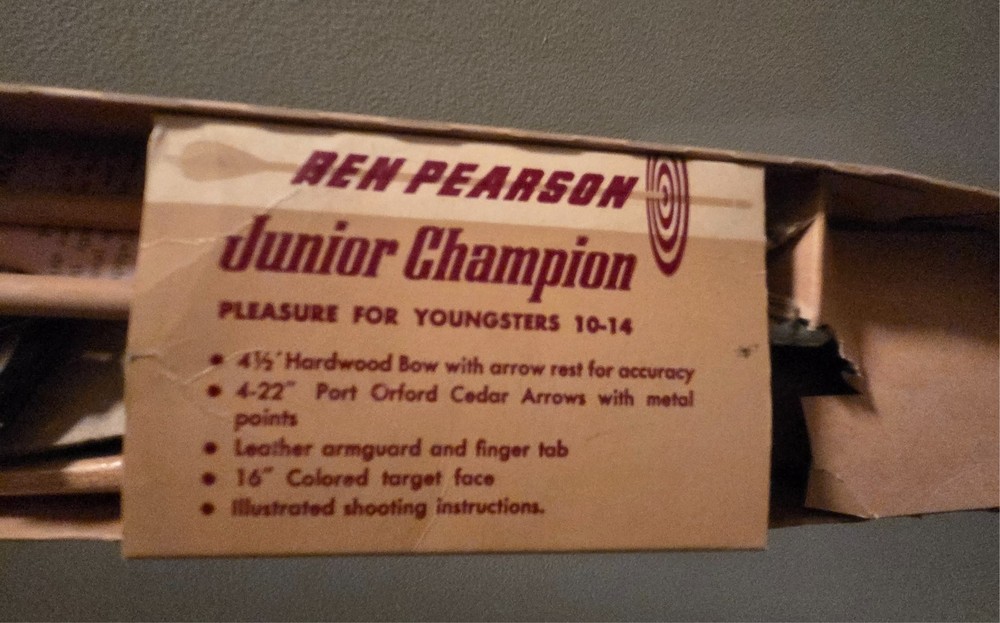 BEN PEARSON
Junior Champion
PLEASURE FOR YOUNGSTERS 10-14
• 4½' Hardwood Bow with arrow rest for accuracy
• 4-22" Port Orford Cedar Arrows with metal
points
• Leather armguard and finger tab
• 16" Colored target face
• Illustrated shooting instructions.